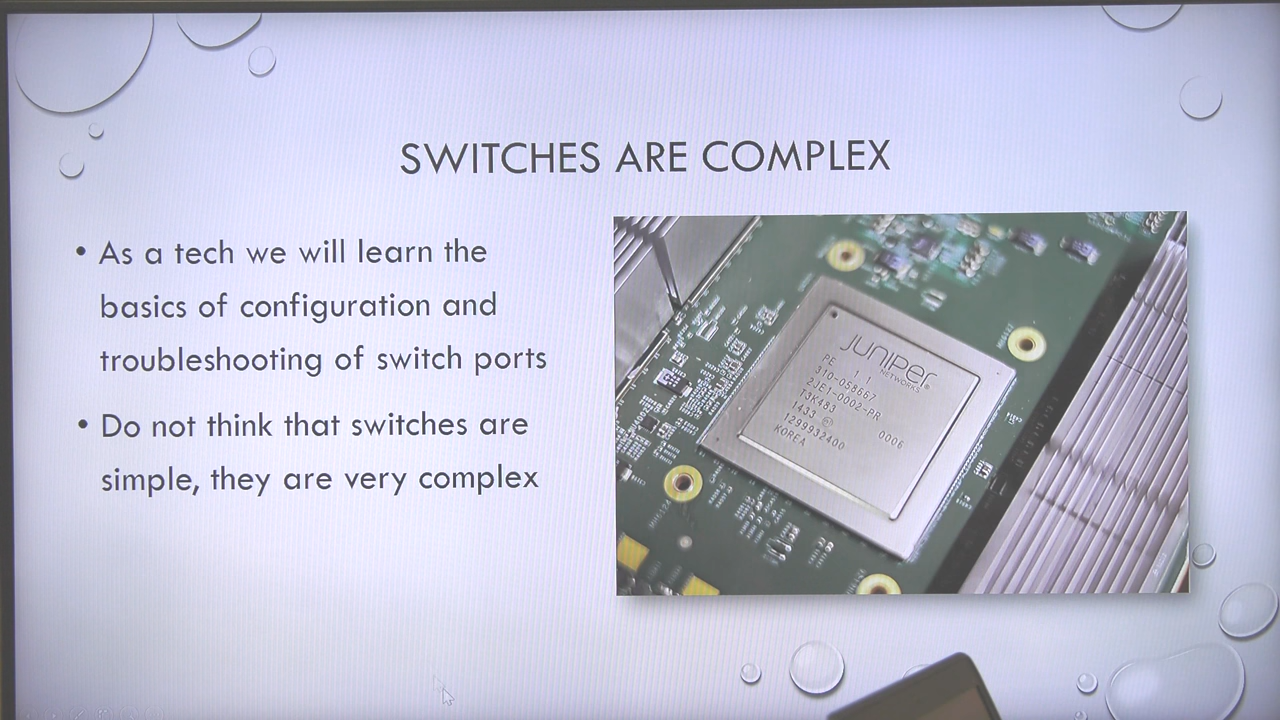 SWITCHES ARE COMPLEX
• As a tech we will learn the
basics of configuration and
troubleshooting of switch ports
• Do not think that switches are
simple, they are very complex
JUNIPER
NETWORKS®
PE 1 1
310-058667
2JE1-0002-PR
T3K483
1433
1299932400 0006
KOREA